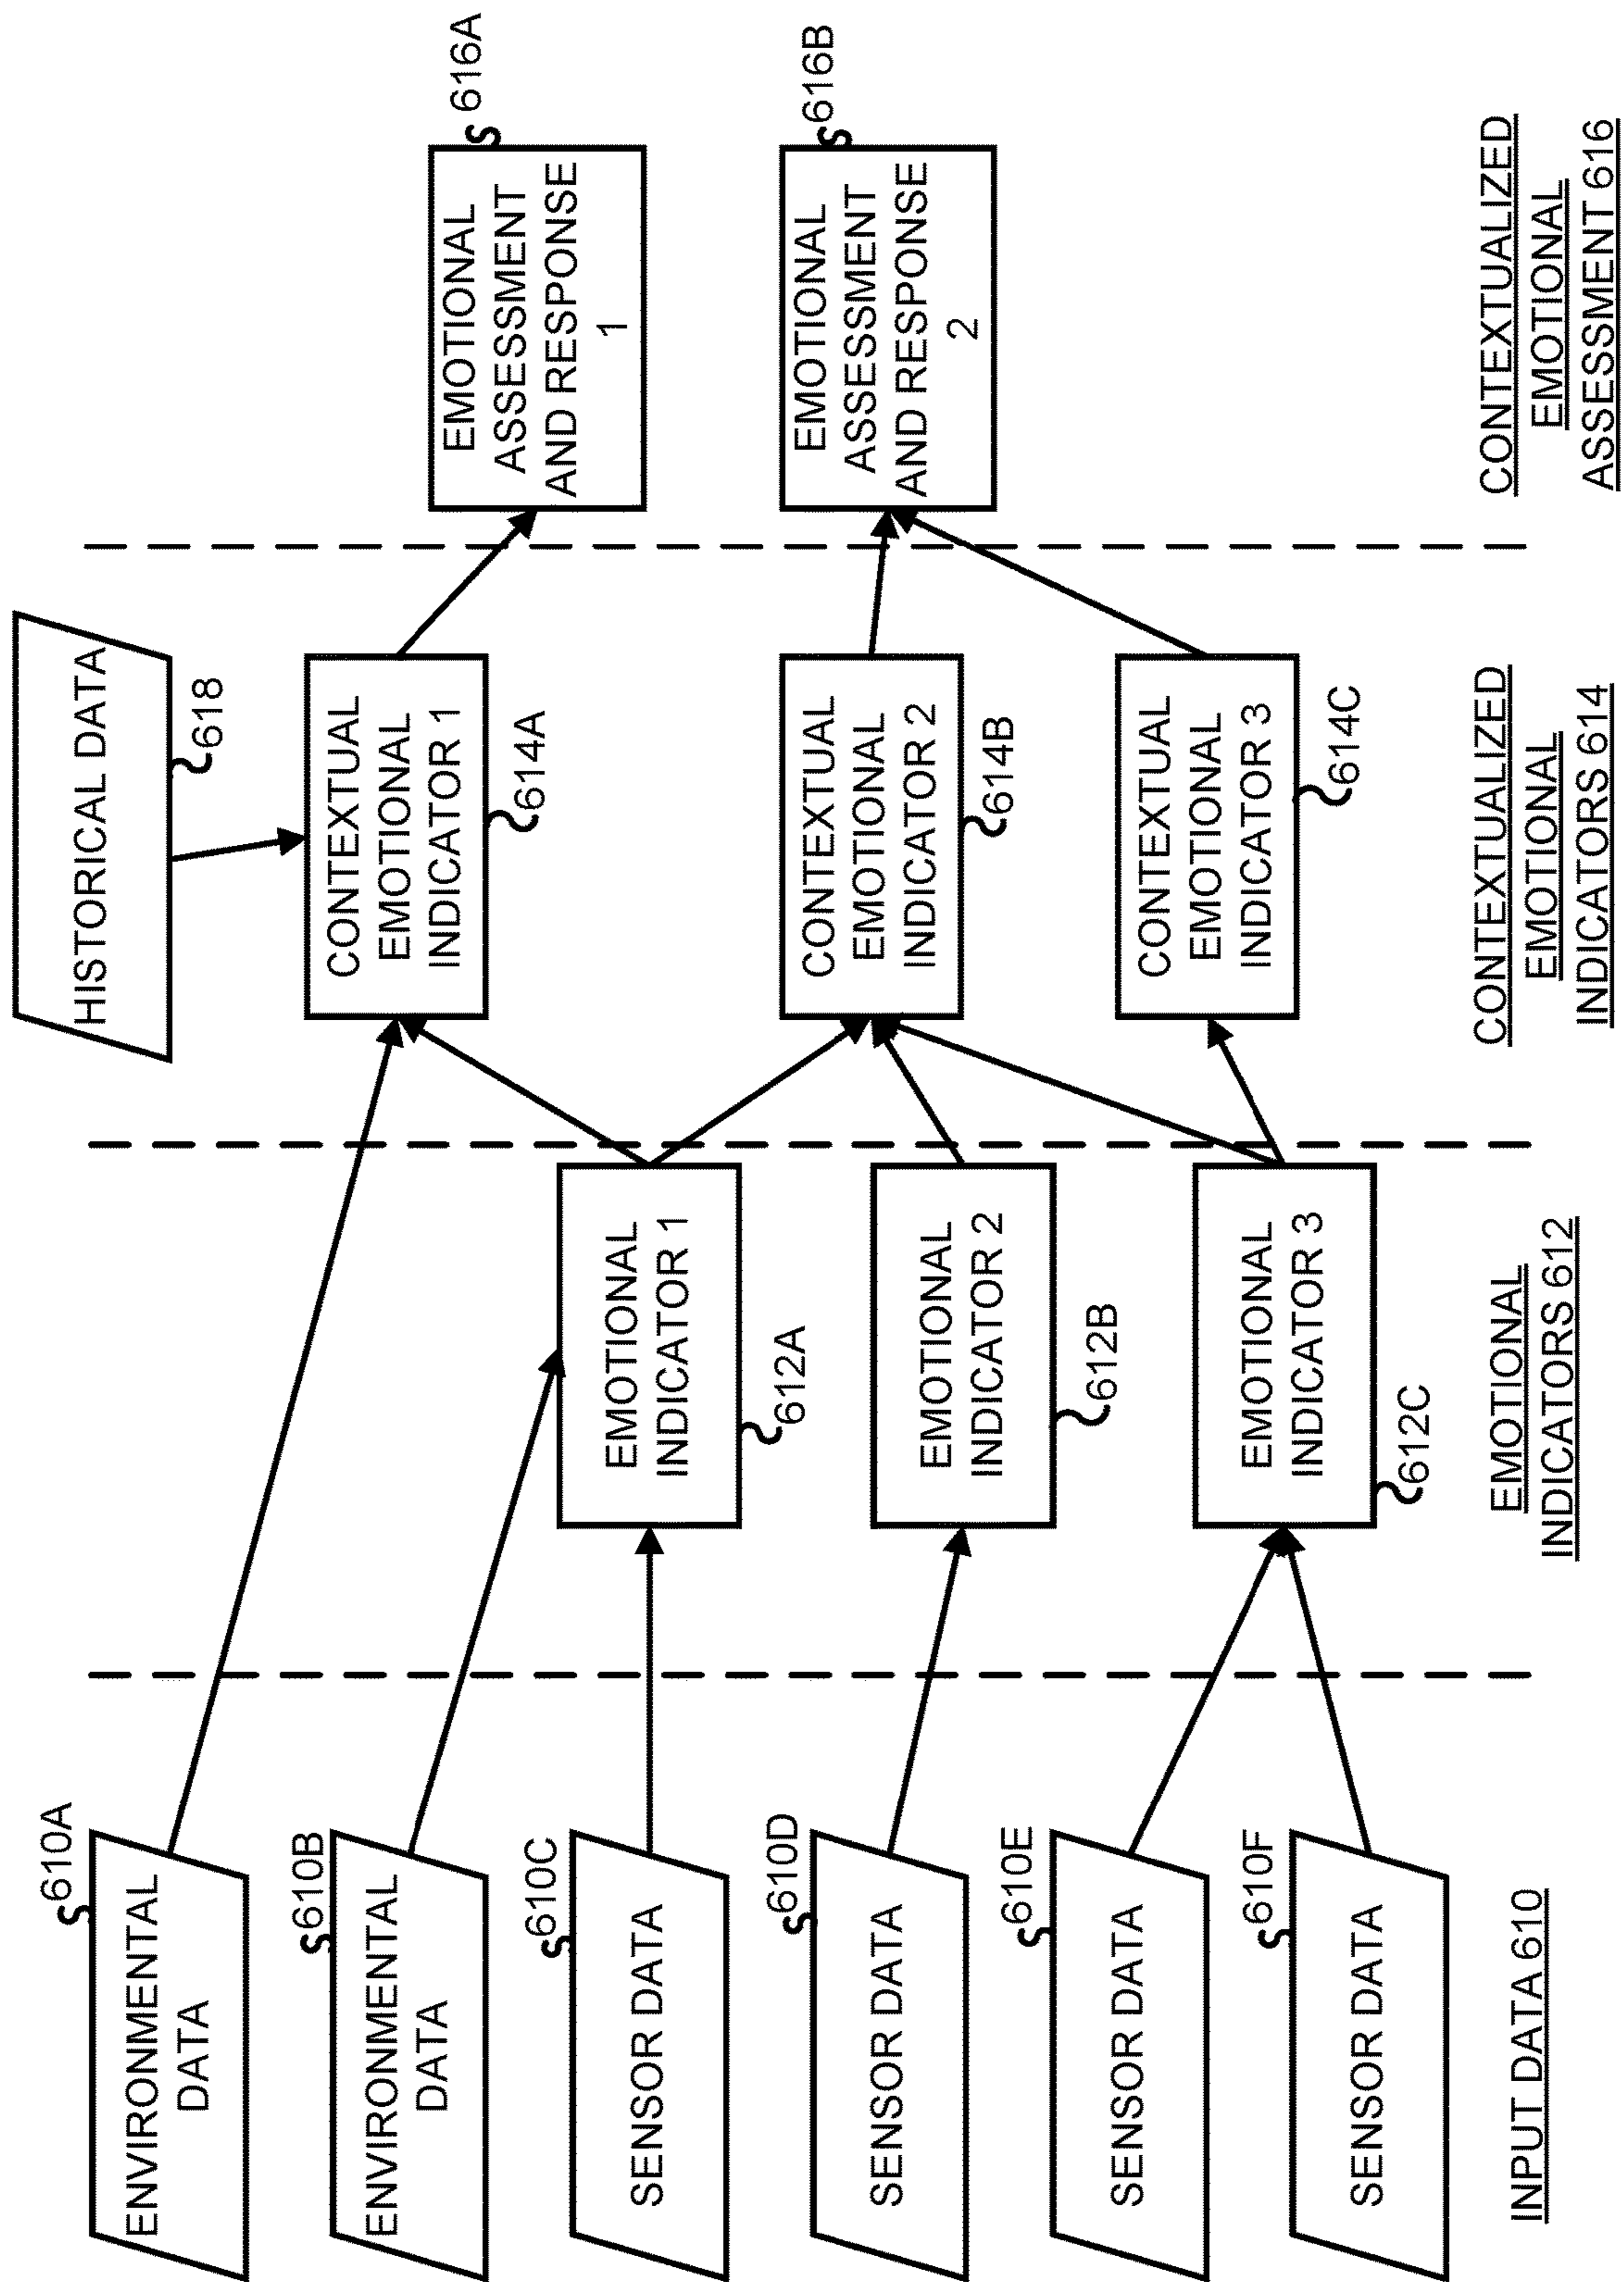 HISTORICAL DATA
618
610A
ENVIRONMENTAL
DATA
610B
ENVIRONMENTAL
DATA
610C
SENSOR DATA
610D
SENSOR DATA
610E
SENSOR DATA
610F
SENSOR DATA
INPUT DATA 610
EMOTIONAL
INDICATOR 1
612A
EMOTIONAL
INDICATOR 2
612B
EMOTIONAL
INDICATOR 3
612C
EMOTIONAL
INDICATORS 612
CONTEXTUAL
EMOTIONAL
INDICATOR 1
614A
CONTEXTUAL
EMOTIONAL
INDICATOR 2
614B
CONTEXTUAL
EMOTIONAL
INDICATOR 3
614C
CONTEXTUALIZED
EMOTIONAL
INDICATORS 614
616A
EMOTIONAL
ASSESSMENT
AND RESPONSE
1
616B
EMOTIONAL
ASSESSMENT
AND RESPONSE
2
CONTEXTUALIZED
EMOTIONAL
ASSESSMENT 616